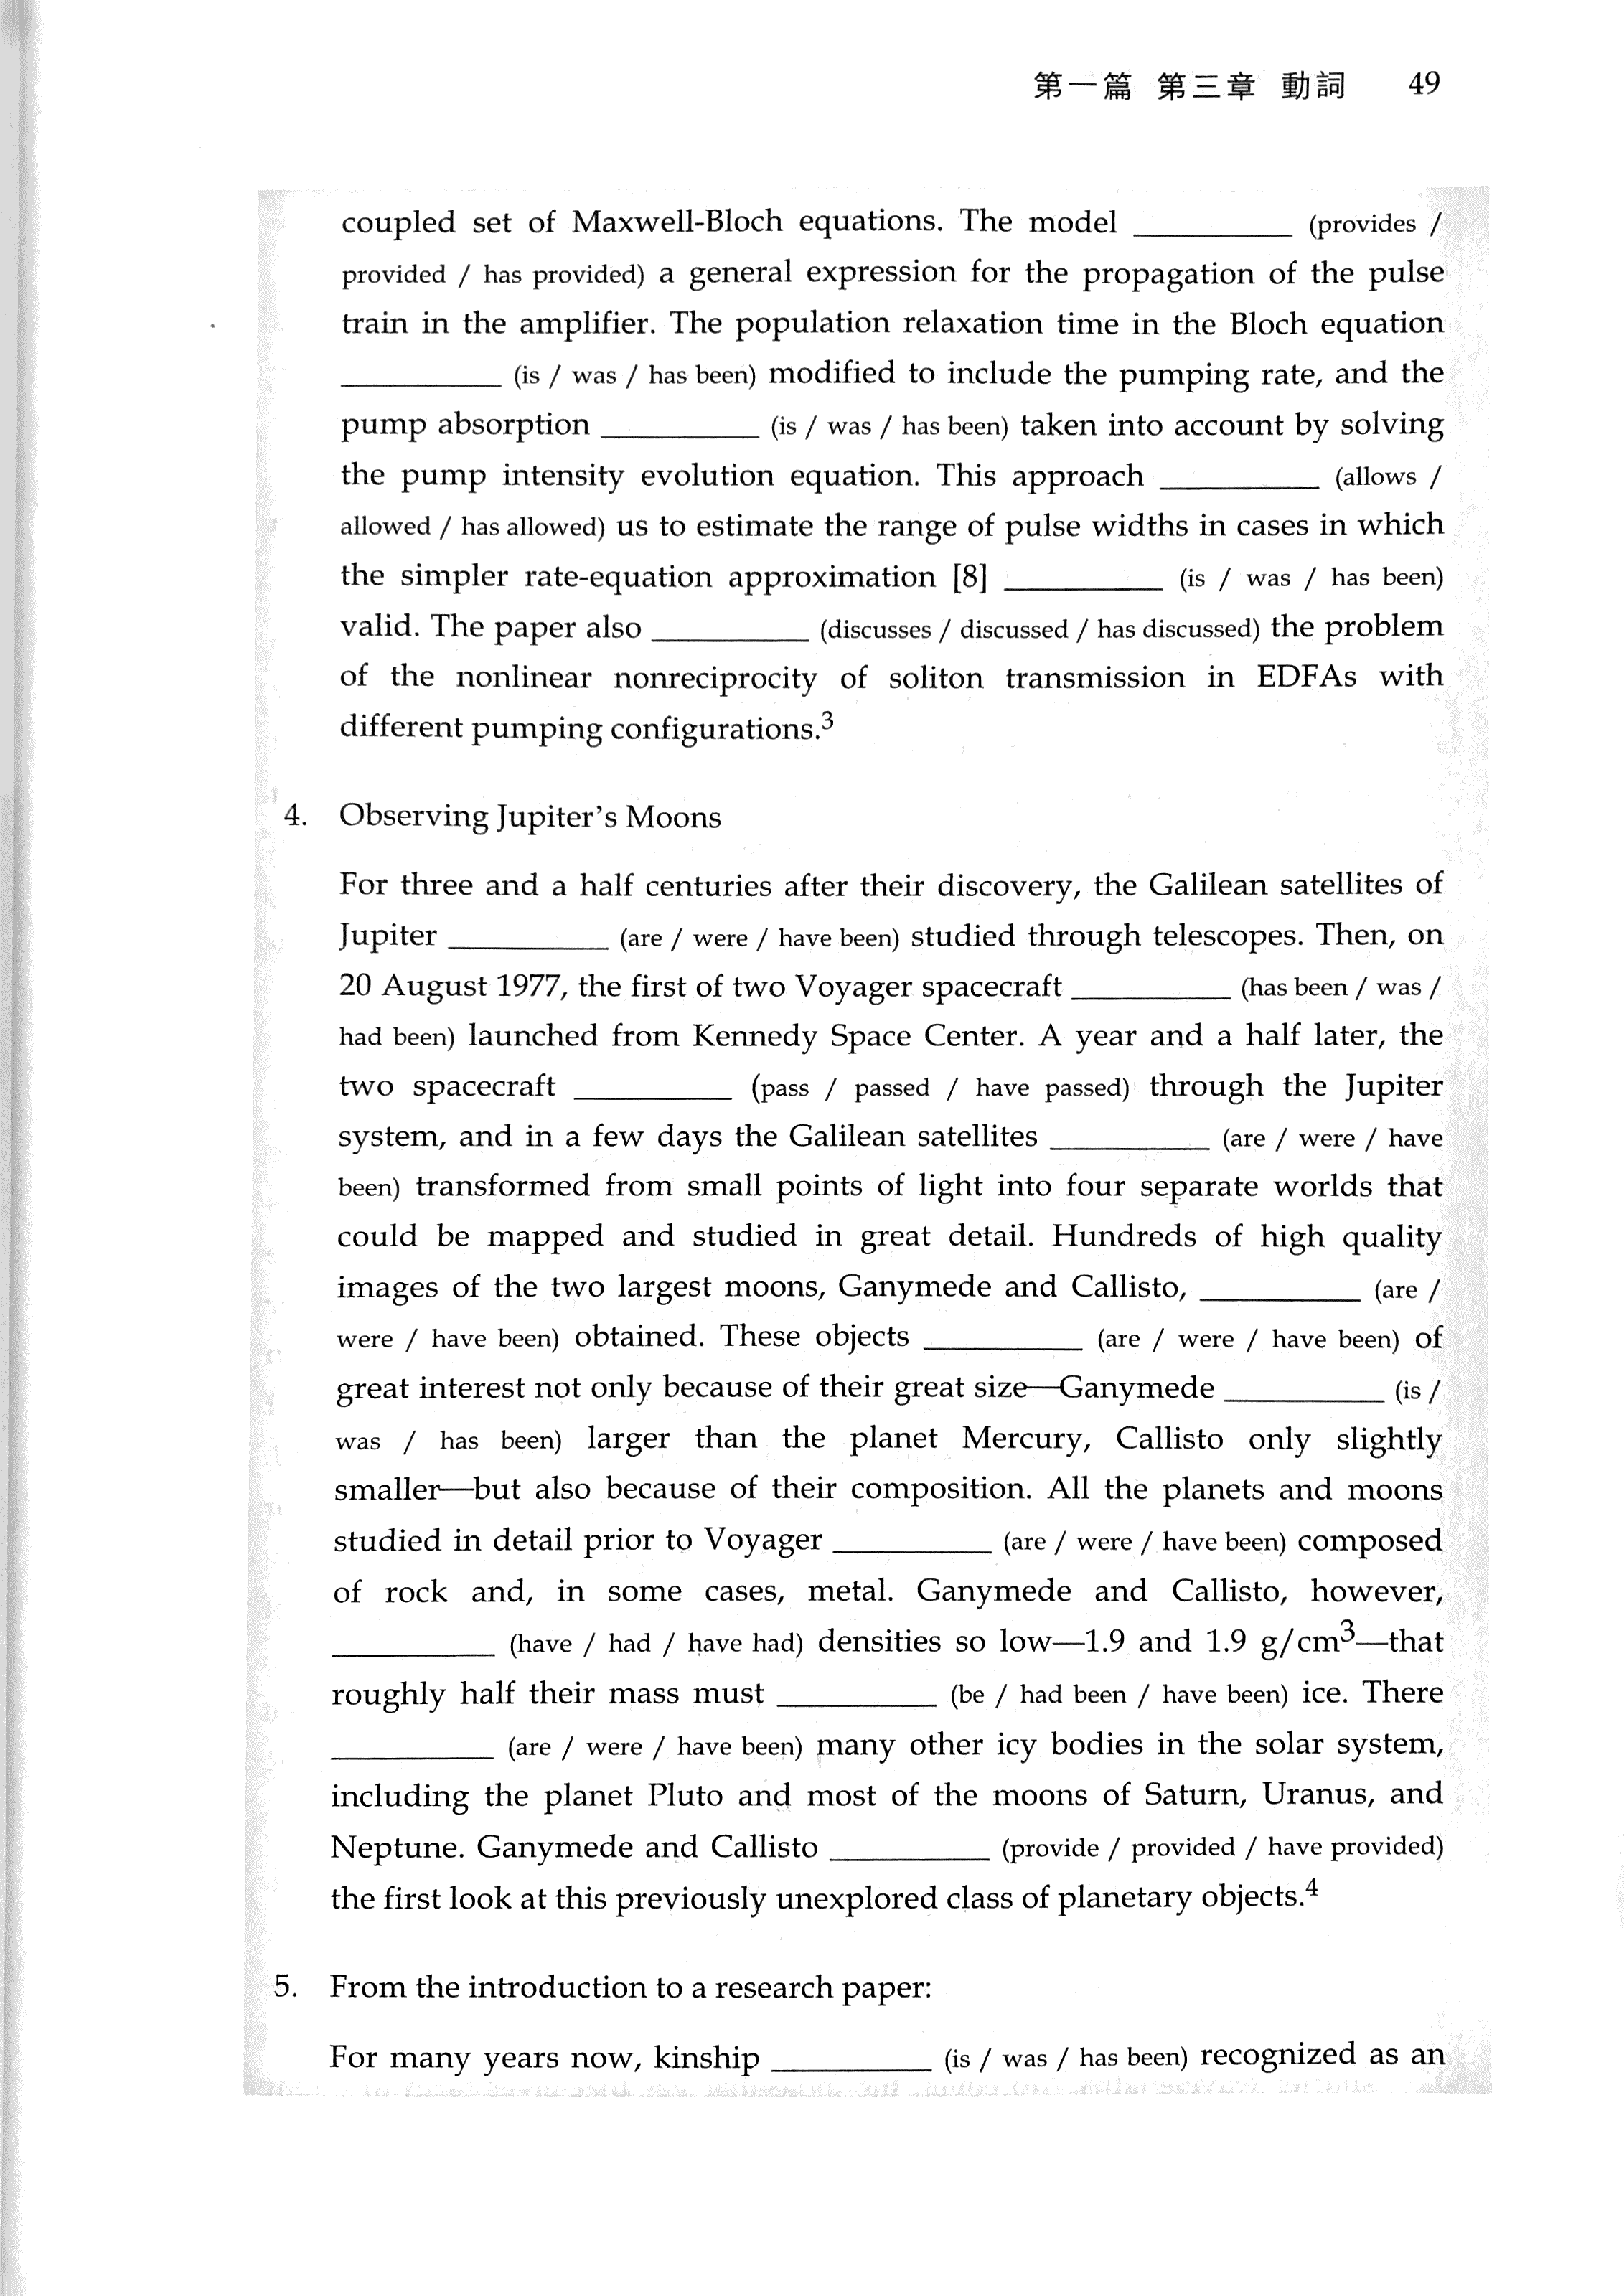 第一篇 第三章 動詞 49
coupled set of Maxwell-Bloch equations. The model __________ (provides /
provided / has provided) a general expression for the propagation of the pulse
train in the amplifier. The population relaxation time in the Bloch equation
__________ (is / was / has been) modified to include the pumping rate, and the
pump absorption __________ (is / was / has been) taken into account by solving
the pump intensity evolution equation. This approach __________ (allows /
allowed / has allowed) us to estimate the range of pulse widths in cases in which
the simpler rate-equation approximation [8] __________ (is / was / has been)
valid. The paper also __________ (discusses / discussed / has discussed) the problem
of the nonlinear nonreciprocity of soliton transmission in EDFAs with
different pumping configurations.3
4. Observing Jupiter's Moons
For three and a half centuries after their discovery, the Galilean satellites of
Jupiter __________ (are / were / have been) studied through telescopes. Then, on
20 August 1977, the first of two Voyager spacecraft __________ (has been / was /
had been) launched from Kennedy Space Center. A year and a half later, the
two spacecraft __________ (pass / passed / have passed) through the Jupiter
system, and in a few days the Galilean satellites __________ (are / were / have
been) transformed from small points of light into four separate worlds that
could be mapped and studied in great detail. Hundreds of high quality
images of the two largest moons, Ganymede and Callisto, __________ (are /
were / have been) obtained. These objects __________ (are / were / have been) of
great interest not only because of their great size—Ganymede __________ (is /
was / has been) larger than the planet Mercury, Callisto only slightly
smaller—but also because of their composition. All the planets and moons
studied in detail prior to Voyager __________ (are / were / have been) composed
of rock and, in some cases, metal. Ganymede and Callisto, however,
__________ (have / had / have had) densities so low—1.9 and 1.9 g/cm3—that
roughly half their mass must __________ (be / had been / have been) ice. There
__________ (are / were / have been) many other icy bodies in the solar system,
including the planet Pluto and most of the moons of Saturn, Uranus, and
Neptune. Ganymede and Callisto __________ (provide / provided / have provided)
the first look at this previously unexplored class of planetary objects.4
5. From the introduction to a research paper:
For many years now, kinship __________ (is / was / has been) recognized as an